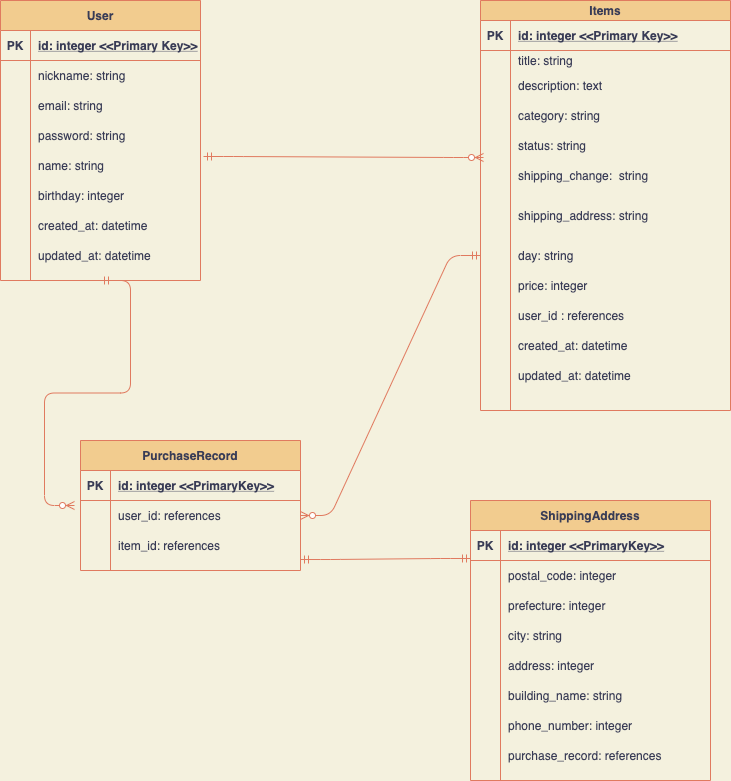 User
PK id: integer <<Primary Key>>
nickname: string
email: string
password: string
name: string
birthday: integer
created_at: datetime
updated_at: datetime
Items
PK id: integer <<Primary Key>>
title: string
description: text
category: string
status: string
shipping_change:  string
shipping_address: string
day: string
price: integer
user_id : references
created_at: datetime
updated_at: datetime
PurchaseRecord
PK id: integer <<PrimaryKey>>
user_id: references
item_id: references
ShippingAddress
PK id: integer <<PrimaryKey>>
postal_code: integer
prefecture: integer
city: string
address: integer
building_name: string
phone_number: integer
purchase_record: references